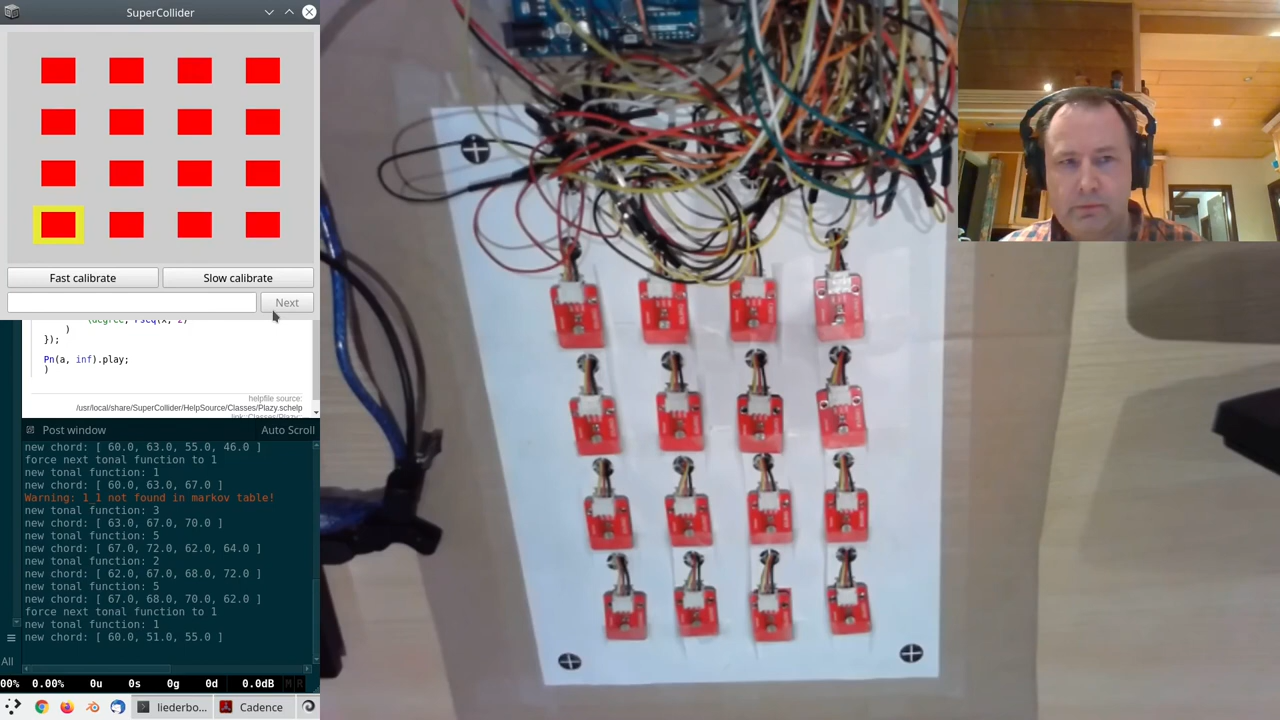 SuperCollider
Fast calibrate
Slow calibrate
Next
)
});
Pn(a, inf).play;
)
helpfile source:
/usr/local/share/SuperCollider/HelpSource/Classes/Plazy.schelp
link::Classes/Plazy::
Post window
Auto Scroll
new chord: [ 60.0, 63.0, 55.0, 46.0 ]
force next tonal function to 1
new tonal function: 1
new chord: [ 60.0, 63.0, 67.0 ]
Warning: 1_1 not found in markov table!
new tonal function: 3
new chord: [ 63.0, 67.0, 70.0 ]
new tonal function: 5
new chord: [ 67.0, 72.0, 62.0, 64.0 ]
new tonal function: 2
new chord: [ 62.0, 67.0, 68.0, 72.0 ]
new tonal function: 5
new chord: [ 67.0, 68.0, 70.0, 62.0 ]
force next tonal function to 1
new tonal function: 1
new chord: [ 60.0, 51.0, 55.0 ]
All
00% 0.00% 0u 0s 0g 0d 0.0dB M R
liederbo...
Cadence